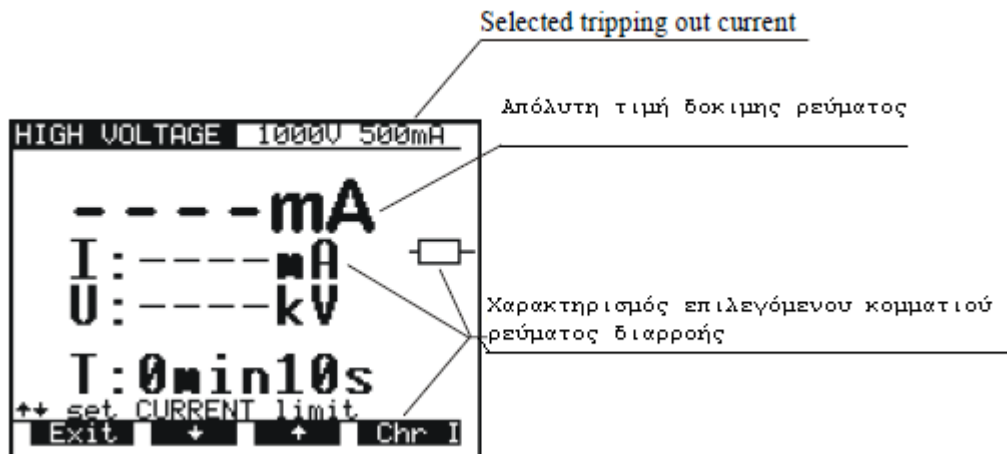 Selected tripping out current
Απόλυτη τιμή δοκιμης ρεύματος
HIGH VOLTAGE 1000V 500mA
----mA
I:----mA
U:----kV
Χαρακτηρισμός επιλεγόμενου κομματιού
ρεύματος διαρροής
T:0min10s
↑↓ set CURRENT limit
Exit ↓ ↑ Chr I